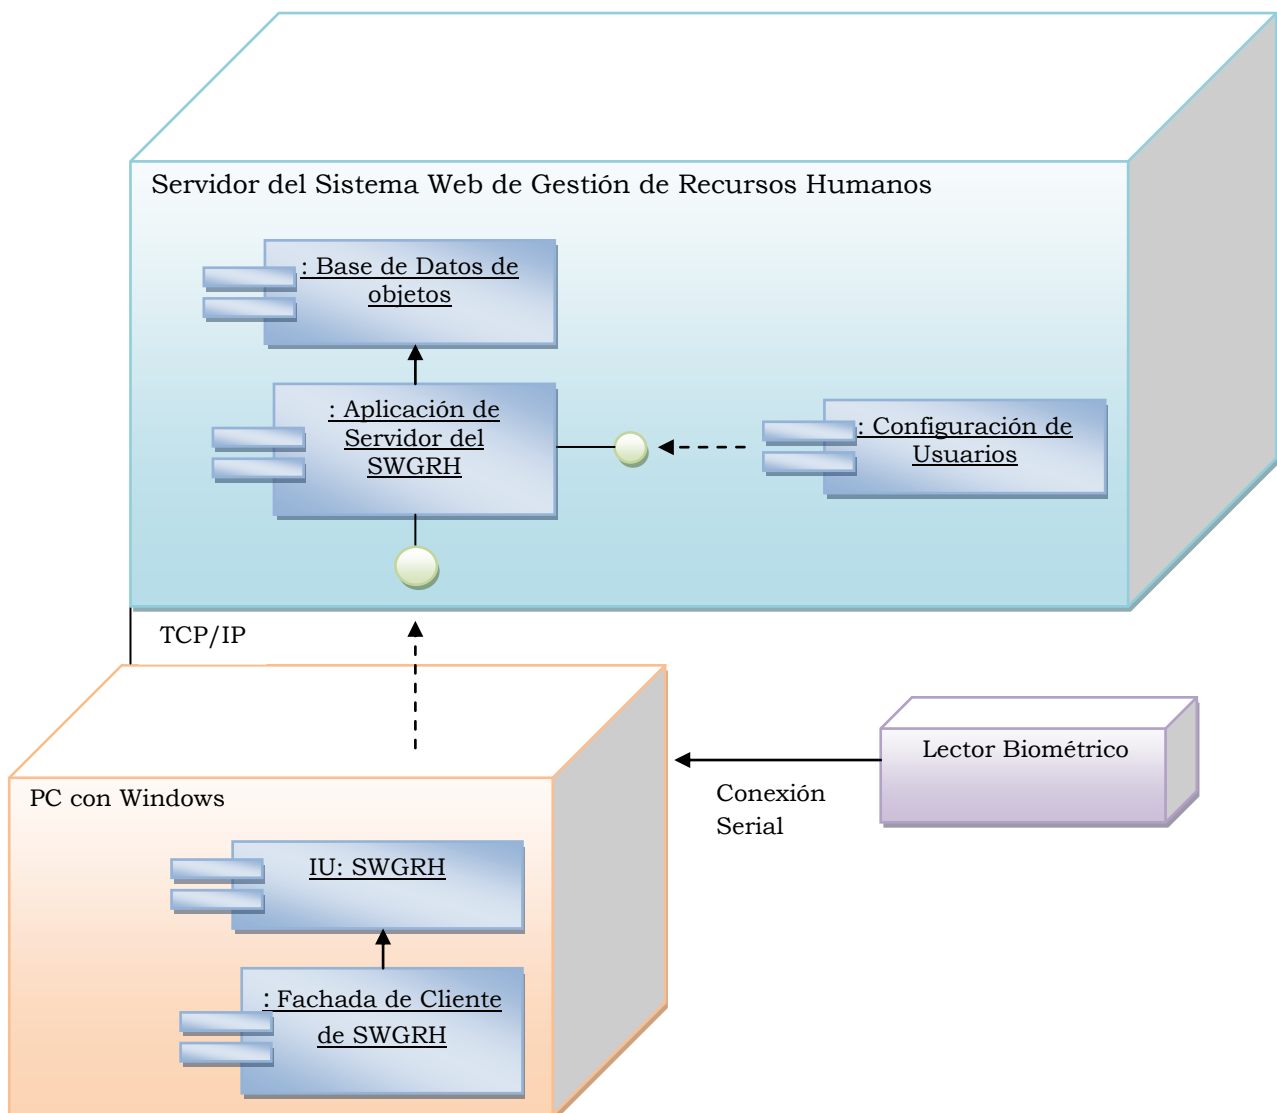 Servidor del Sistema Web de Gestión de Recursos Humanos
: Base de Datos de
objetos
: Aplicación de
Servidor del
SWGRH
: Configuración de
Usuarios
TCP/IP
Lector Biométrico
Conexión
Serial
PC con Windows
IU: SWGRH
: Fachada de Cliente
de SWGRH